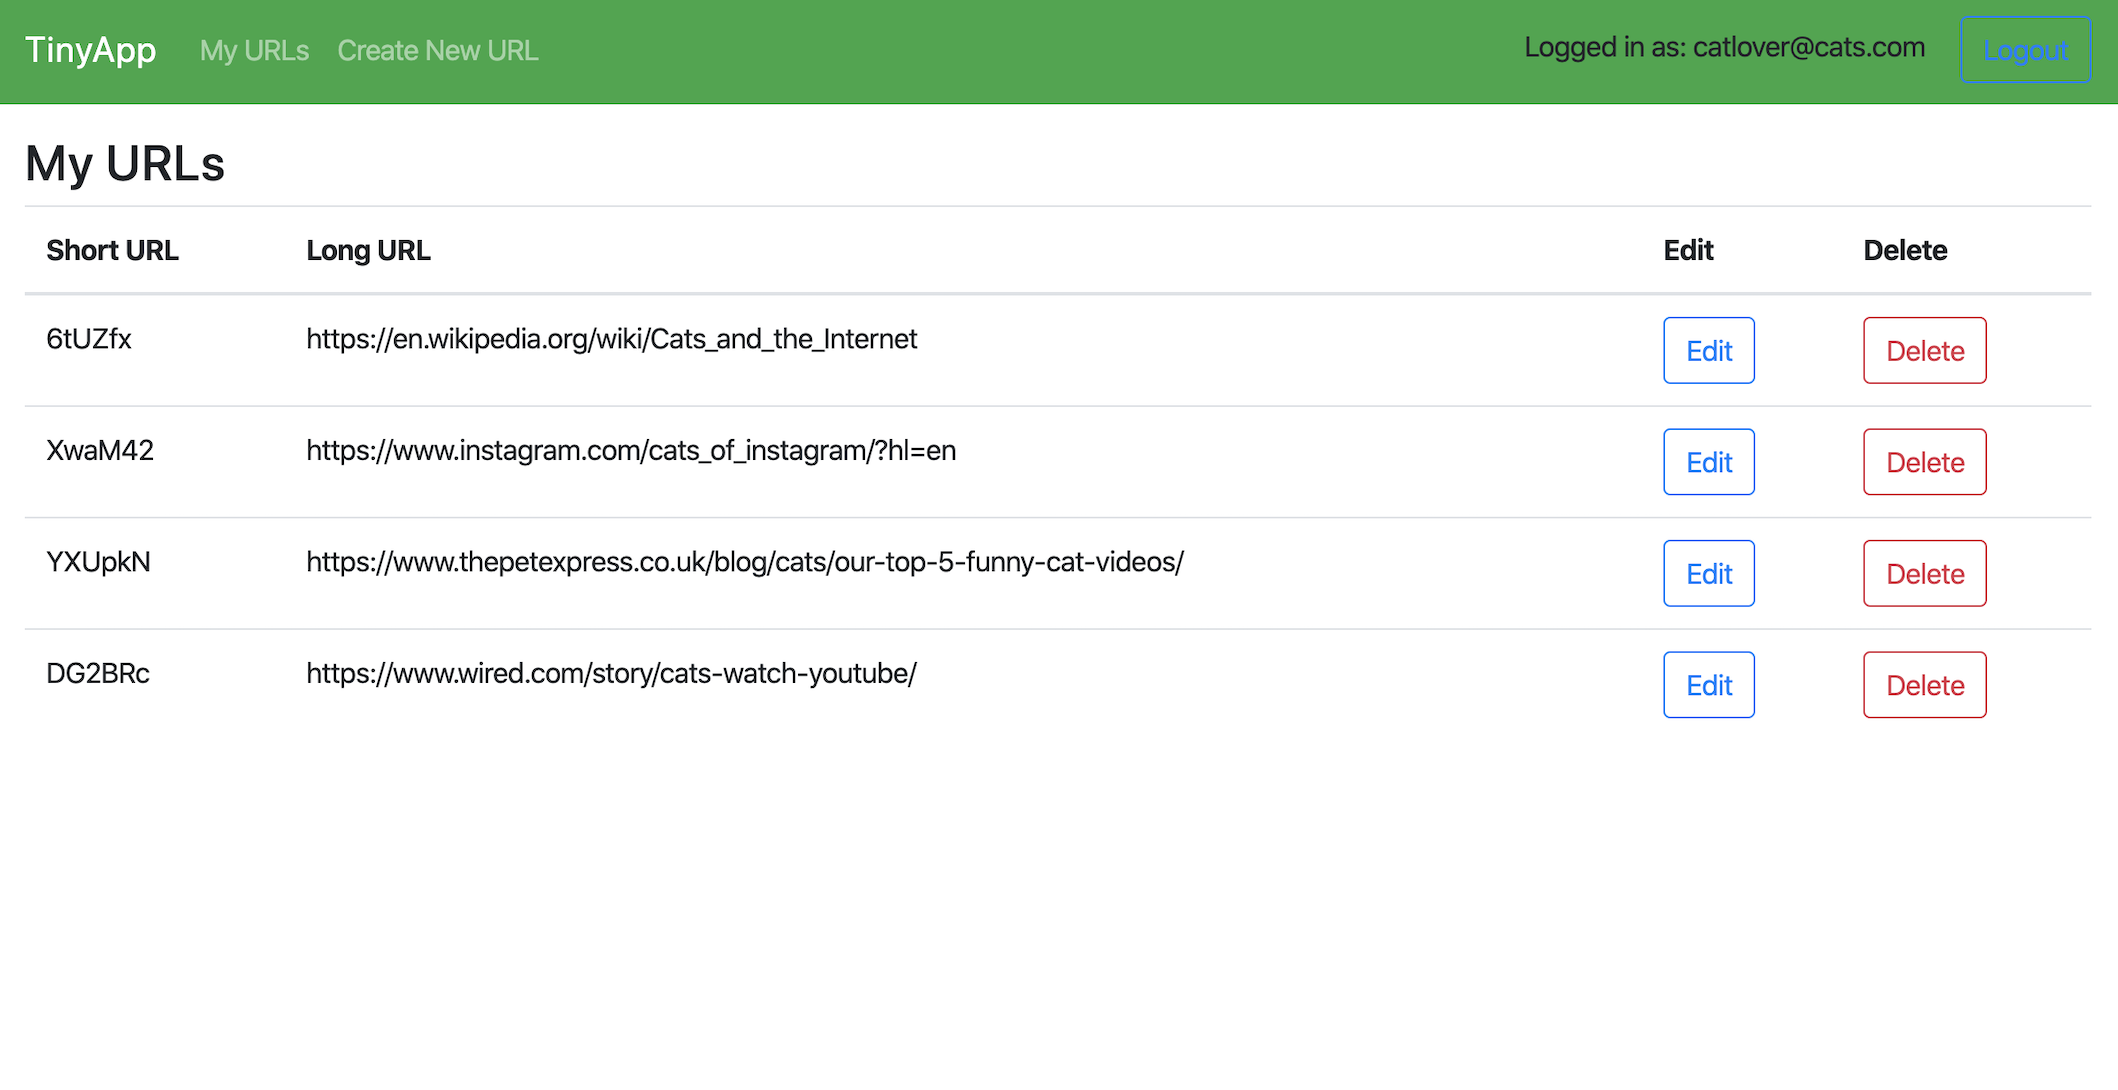 TinyApp My URLs Create New URL Logged in as: catlover@cats.com Logout
My URLs
Short URL Long URL Edit Delete
6tUZfx https://en.wikipedia.org/wiki/Cats_and_the_Internet Edit Delete
XwaM42 https://www.instagram.com/cats_of_instagram/?hl=en Edit Delete
YXUpkN https://www.thepetexpress.co.uk/blog/cats/our-top-5-funny-cat-videos/ Edit Delete
DG2BRc https://www.wired.com/story/cats-watch-youtube/ Edit Delete